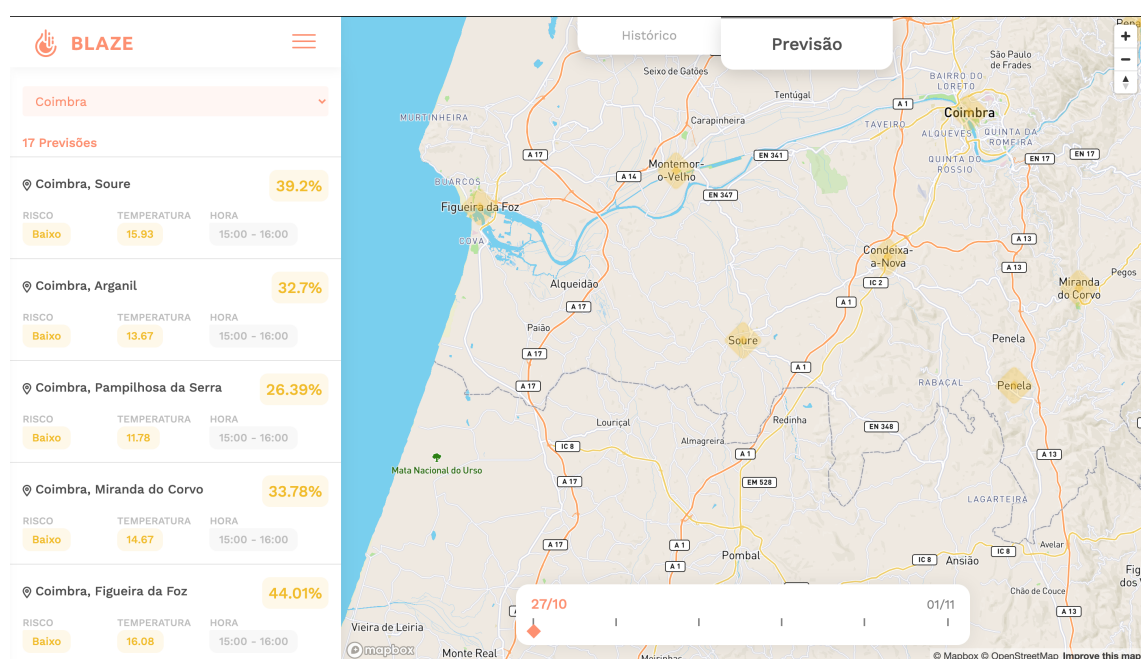 BLAZE
Coimbra
17 Previsões
Coimbra, Soure
39.2%
RISCO TEMPERATURA HORA
Baixo 15.93 15:00 - 16:00
Coimbra, Arganil
32.7%
RISCO TEMPERATURA HORA
Baixo 13.67 15:00 - 16:00
Coimbra, Pampilhosa da Serra
26.39%
RISCO TEMPERATURA HORA
Baixo 11.78 15:00 - 16:00
Coimbra, Miranda do Corvo
33.78%
RISCO TEMPERATURA HORA
Baixo 14.67 15:00 - 16:00
Coimbra, Figueira da Foz
44.01%
RISCO TEMPERATURA HORA
Baixo 16.08 15:00 - 16:00
Histórico
Previsão
Seixo de Gatões
São Paulo
de Frades
BAIRRO DO
LORETO
Tentúgal
A 1
Coimbra
MURTINHEIRA
Carapinheira
TAVEIRO
ALQUEVES
QUINTA DA
ROMEIRA
A 17
EN 341
QUINTA DO
ROSSIO
EN 17
EN 17
Montemor-
o-Velho
A 14
BUARCOS
EN 347
Figueira da Foz
COVA
A 13
Condeixa-
a-Nova
A 13
Pegos
Alqueidão
IC 2
Miranda
do Corvo
A 1
A 17
Paião
Soure
Penela
A 17
A 1
RABAÇAL
Penela
A 17
Louriçal
Redinha
EN 348
Almagreira
IC 8
A 1
A 13
Mata Nacional do Urso
A 17
EM 528
LAGARTEIRA
A 17
A 1
Avelar
Pombal
IC 8
IC 8
Ansião
A 1
Chão de Couce
27/10
01/11
A 13
Vieira de Leiria
mapbox
Monte Real
Meirinhas
© Mapbox © OpenStreetMap Improve this map